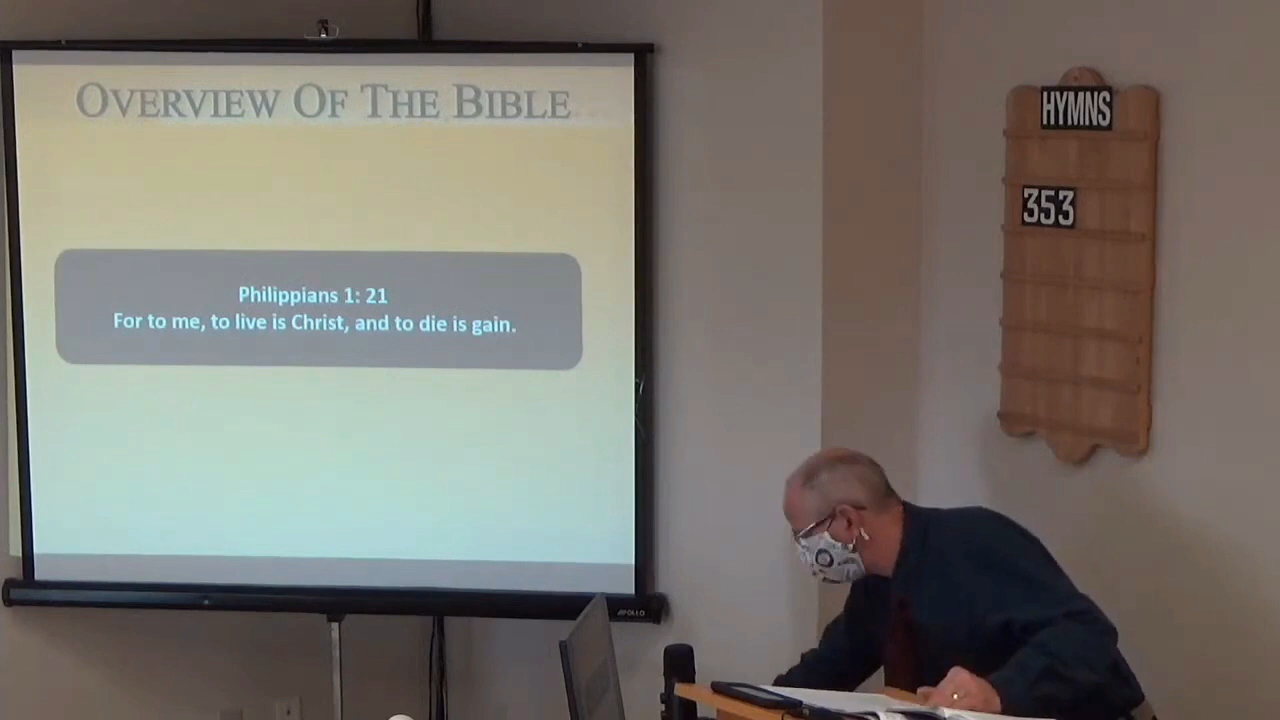 OVERVIEW OF THE BIBLE
Philippians 1: 21
For to me, to live is Christ, and to die is gain.
HYMNS
353
APOLLO